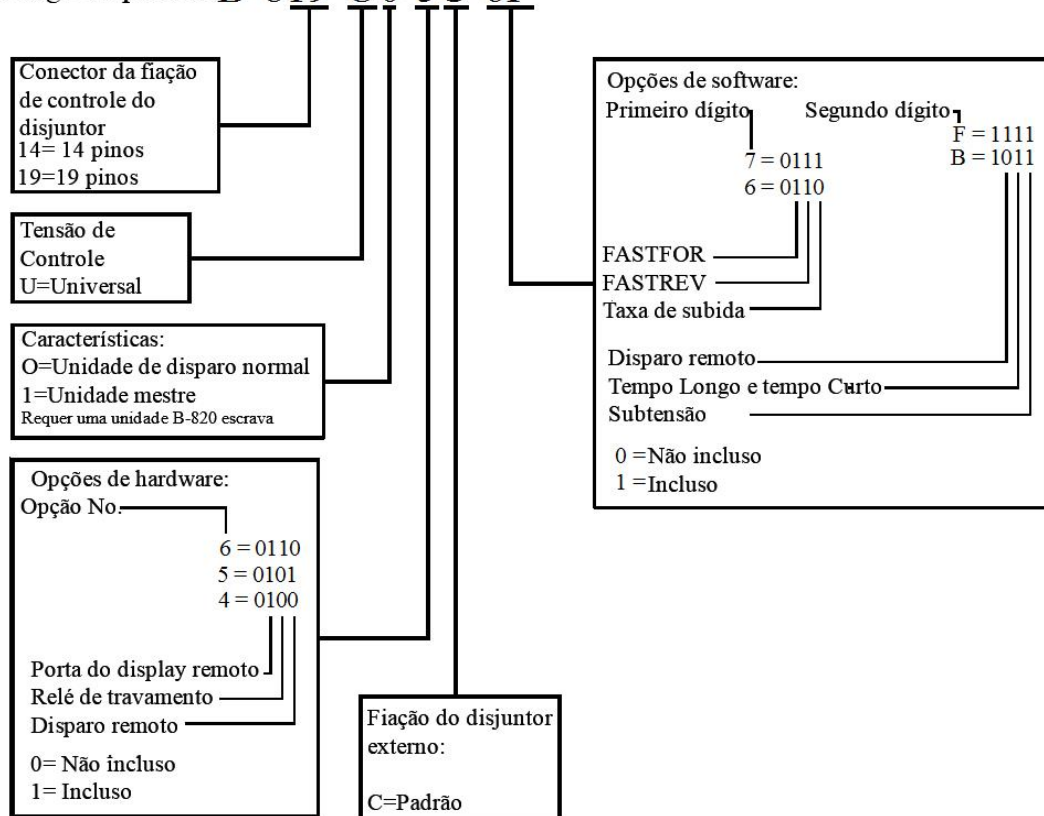 Conector da fiação
de controle do
disjuntor
14= 14 pinos
19=19 pinos
Tensão de
Controle
U=Universal
Características:
O=Unidade de disparo normal
1=Unidade mestre
Requer uma unidade B-820 escrava
Opções de hardware:
Opção No.
6 = 0110
5 = 0101
4 = 0100
Porta do display remoto
Relé de travamento
Disparo remoto
0= Não incluso
1= Incluso
Fiação do disjuntor
externo:
C=Padrão
Opções de software:
Primeiro dígito Segundo dígito
F = 1111
7 = 0111 B = 1011
6 = 0110
FASTFOR
FASTREV
Taxa de subida
Disparo remoto
Tempo Longo e tempo Curto
Subtensão
0 =Não incluso
1 =Incluso